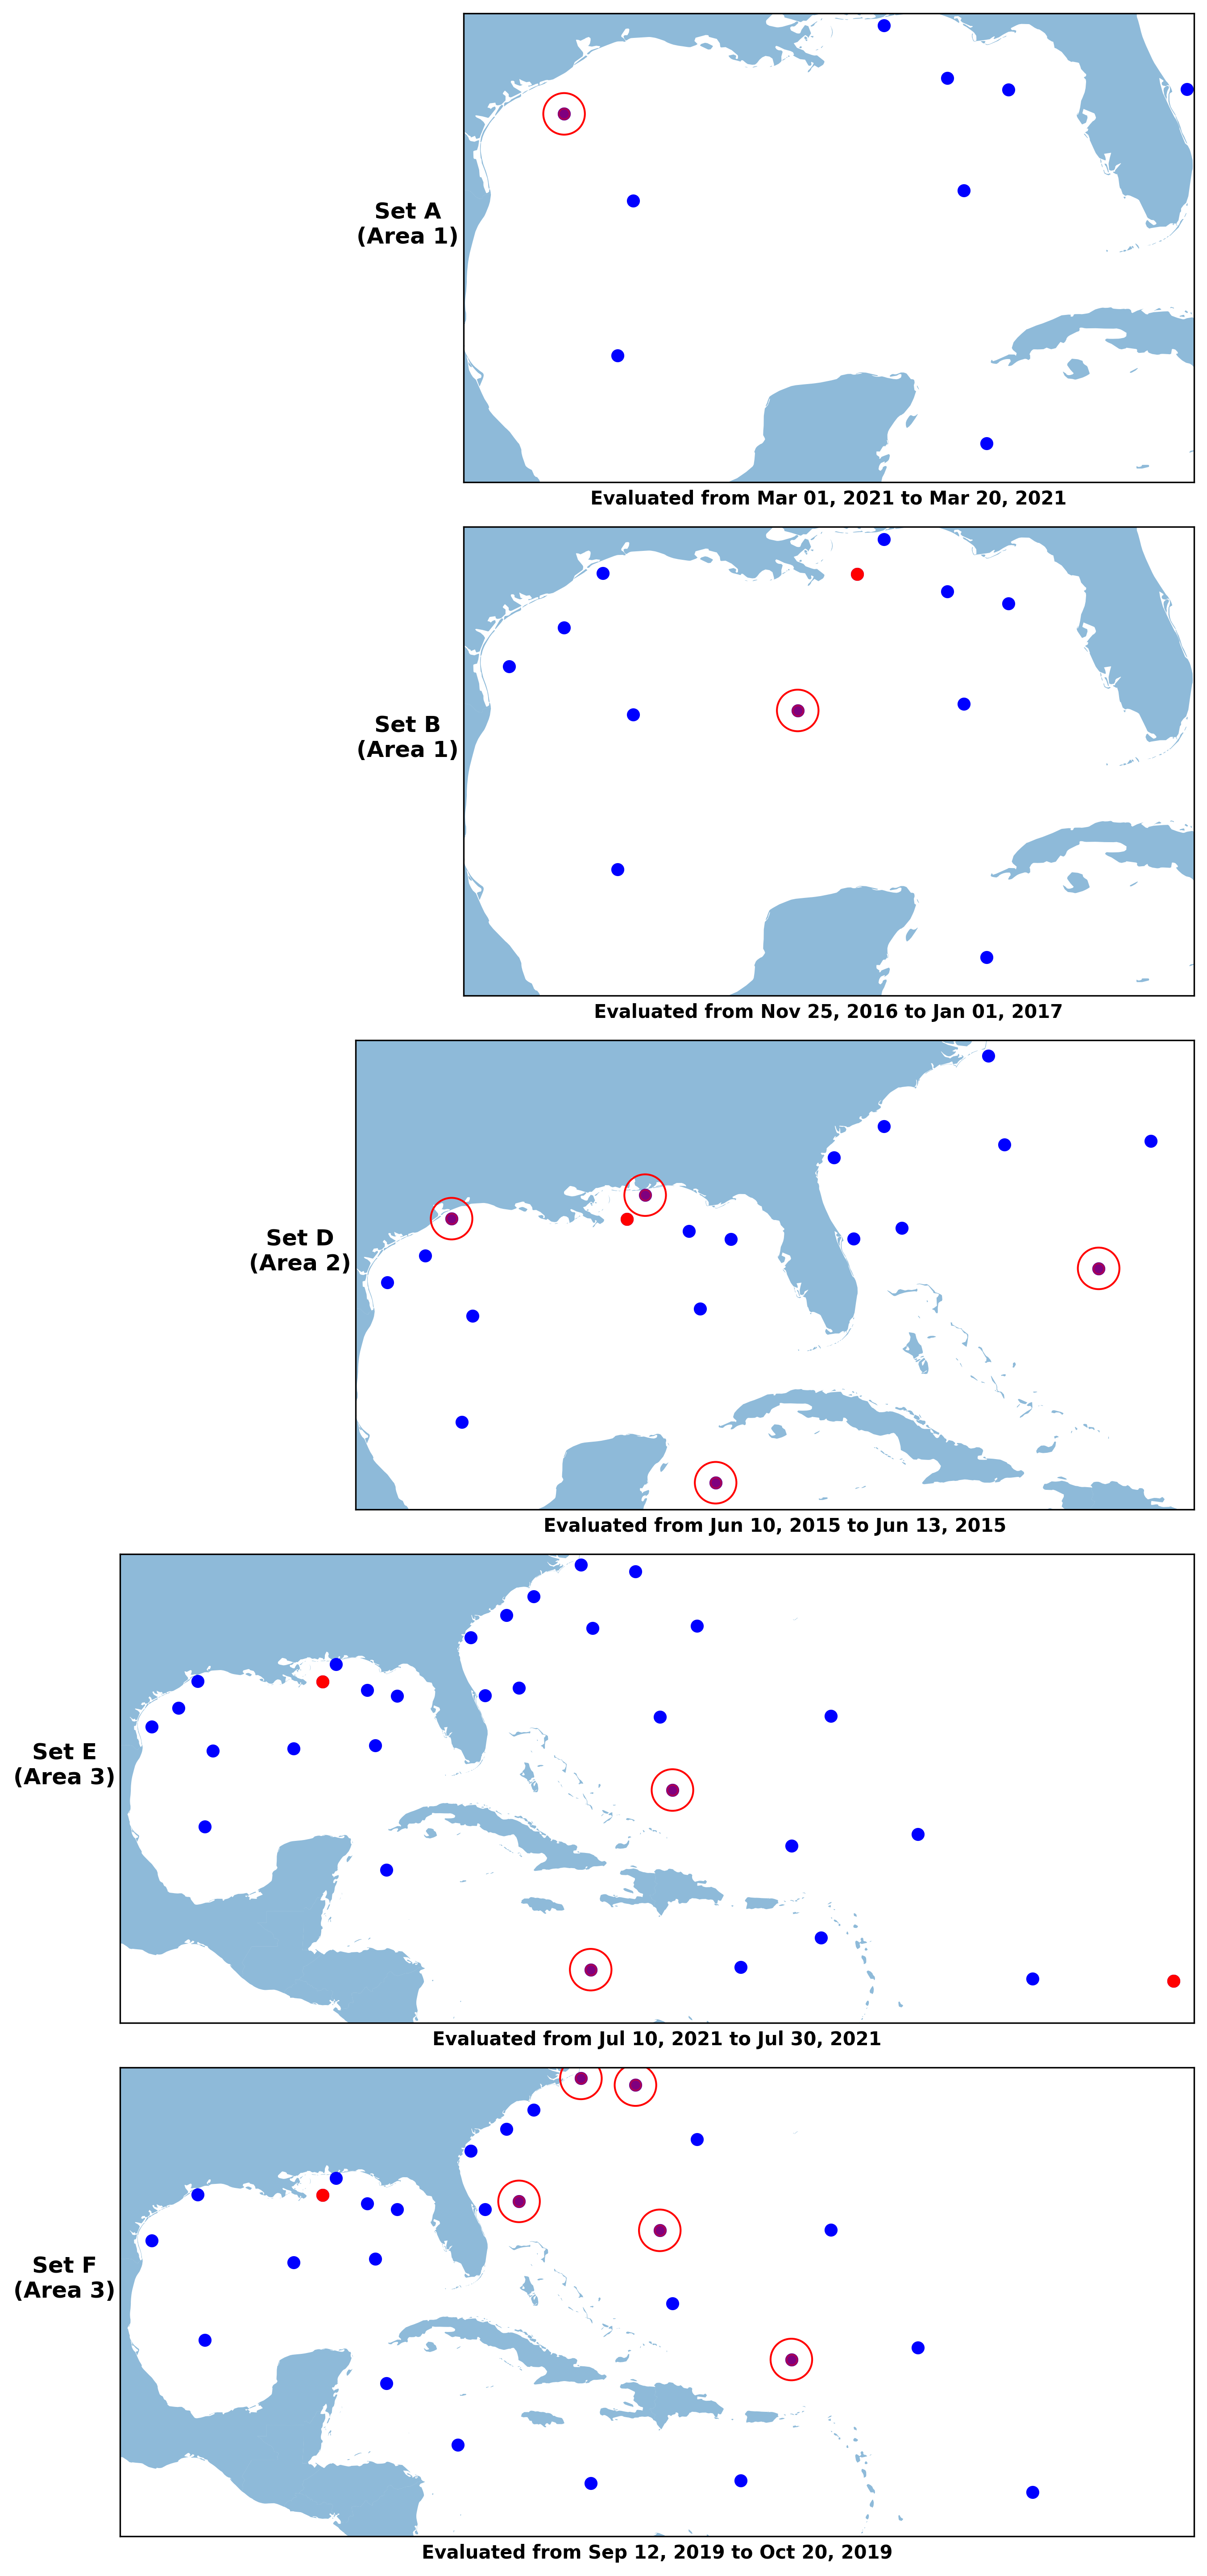 Set A
(Area 1)
Evaluated from Mar 01, 2021 to Mar 20, 2021
Set B
(Area 1)
Evaluated from Nov 25, 2016 to Jan 01, 2017
Set D
(Area 2)
Evaluated from Jun 10, 2015 to Jun 13, 2015
Set E
(Area 3)
Evaluated from Jul 10, 2021 to Jul 30, 2021
Set F
(Area 3)
Evaluated from Sep 12, 2019 to Oct 20, 2019